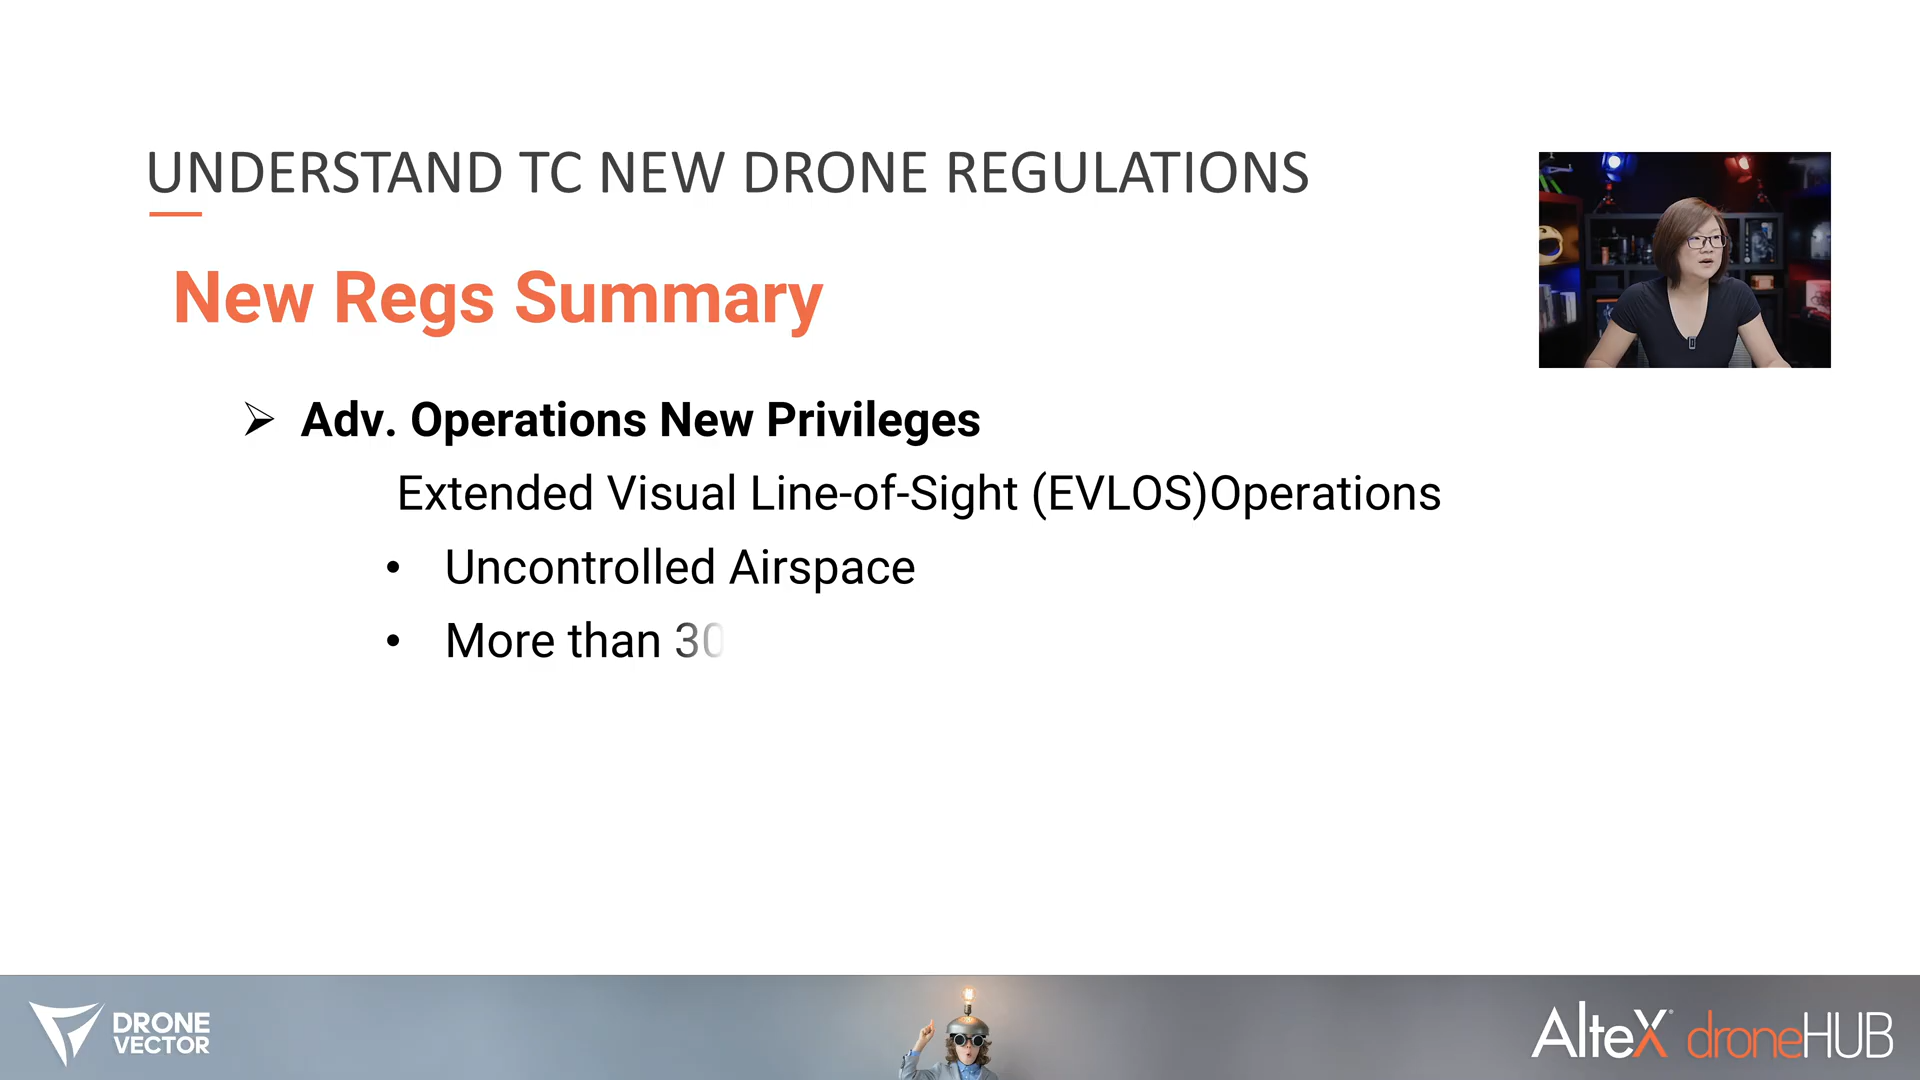 UNDERSTAND TC NEW DRONE REGULATIONS
New Regs Summary
Adv. Operations New Privileges
Extended Visual Line-of-Sight (EVLOS)Operations
• Uncontrolled Airspace
• More than 30
DRONE
VECTOR
AlteX droneHUB